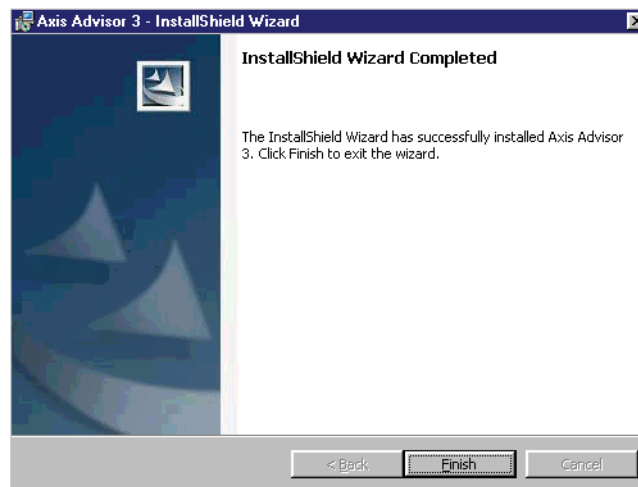 Axis Advisor 3 - InstallShield Wizard
InstallShield Wizard Completed
The InstallShield Wizard has successfully installed Axis Advisor
3. Click Finish to exit the wizard.
< Back
Finish
Cancel